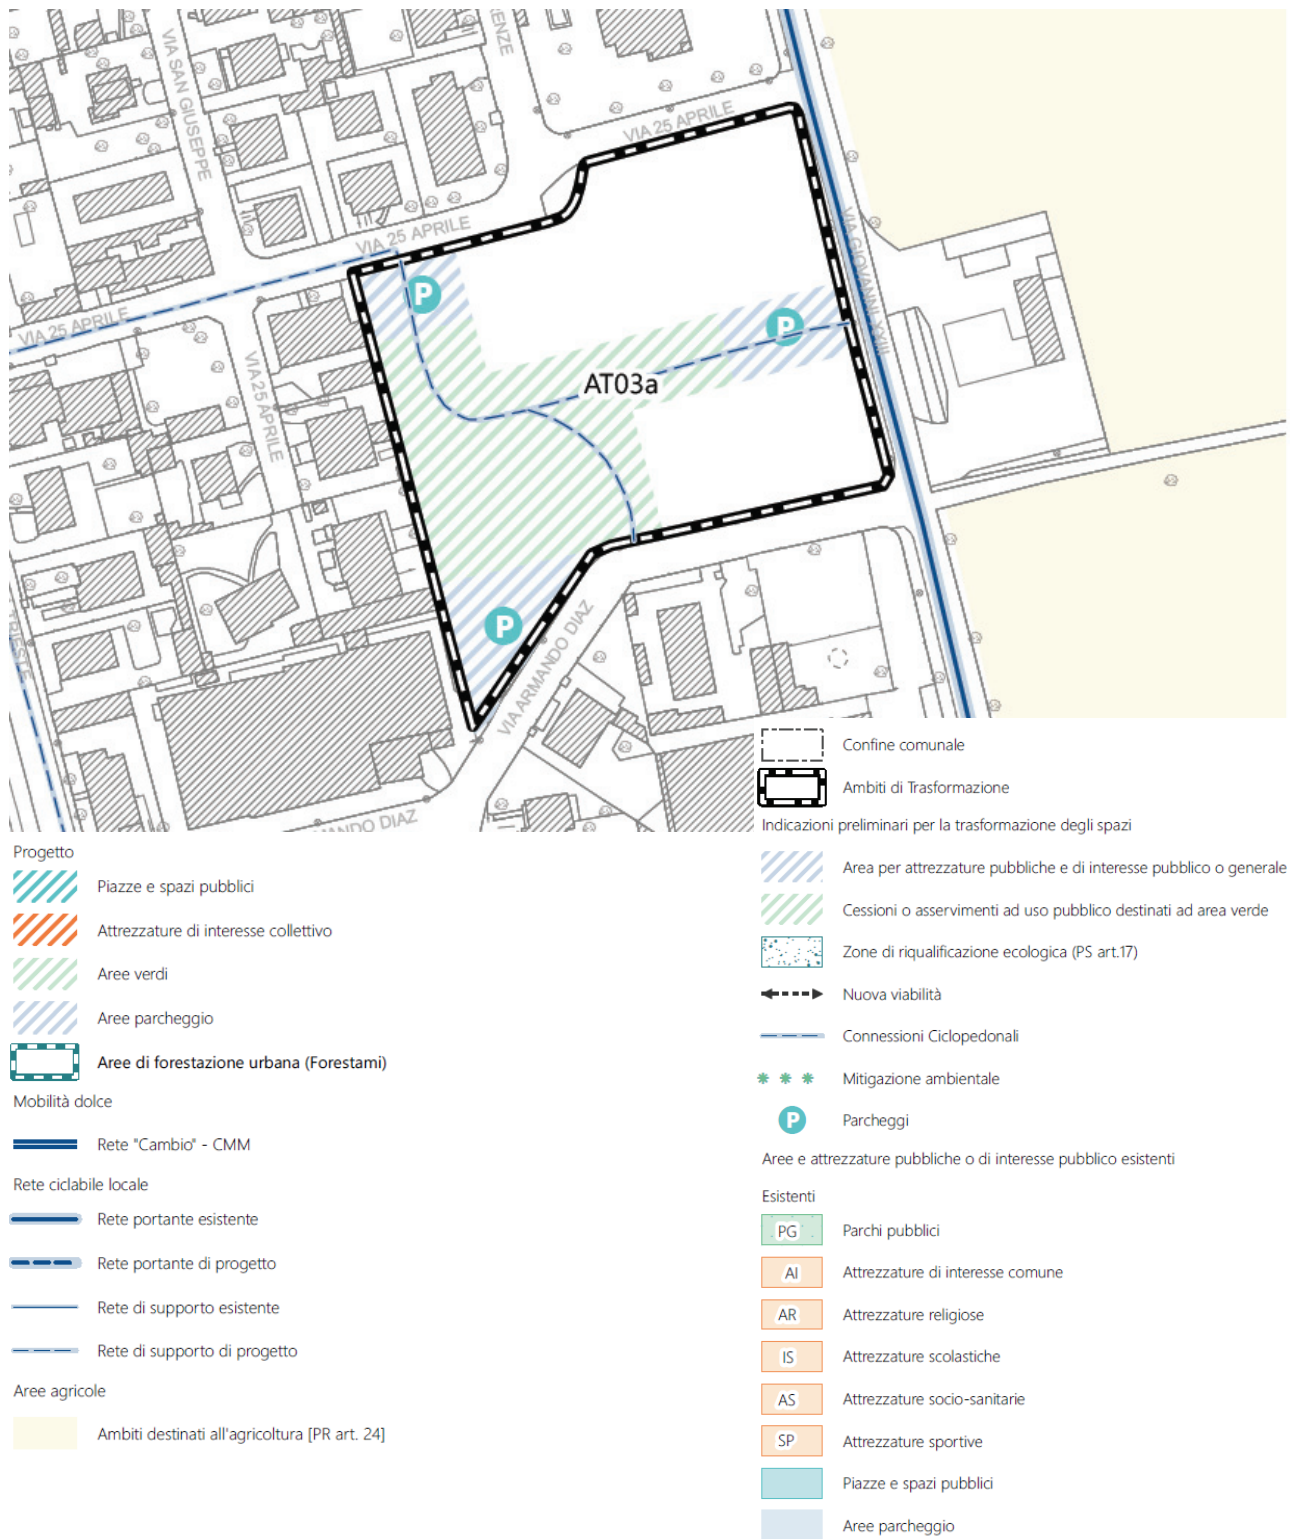 VIA SAN GIUSEPPE
RENZE
VIA 25 APRILE
VIA 25 APRILE
VIA 25 APRILE
VIA 25 APRILE
VIA GIOVANNI XXIII
P
P
AT03a
P
VIA ARMANDO DIAZ
TRIESTE
RMANDO DIAZ
Confine comunale
Ambiti di Trasformazione
Indicazioni preliminari per la trasformazione degli spazi
Area per attrezzature pubbliche e di interesse pubblico o generale
Cessioni o asservimenti ad uso pubblico destinati ad area verde
Zone di riqualificazione ecologica (PS art.17)
Nuova viabilità
Connessioni Ciclopedonali
Mitigazione ambientale
P Parcheggi
Aree e attrezzature pubbliche o di interesse pubblico esistenti
Esistenti
PG Parchi pubblici
AI Attrezzature di interesse comune
AR Attrezzature religiose
IS Attrezzature scolastiche
AS Attrezzature socio-sanitarie
SP Attrezzature sportive
Piazze e spazi pubblici
Aree parcheggio
Progetto
Piazze e spazi pubblici
Attrezzature di interesse collettivo
Aree verdi
Aree parcheggio
Aree di forestazione urbana (Forestami)
Mobilità dolce
Rete "Cambio" - CMM
Rete ciclabile locale
Rete portante esistente
Rete portante di progetto
Rete di supporto esistente
Rete di supporto di progetto
Aree agricole
Ambiti destinati all'agricoltura [PR art. 24]